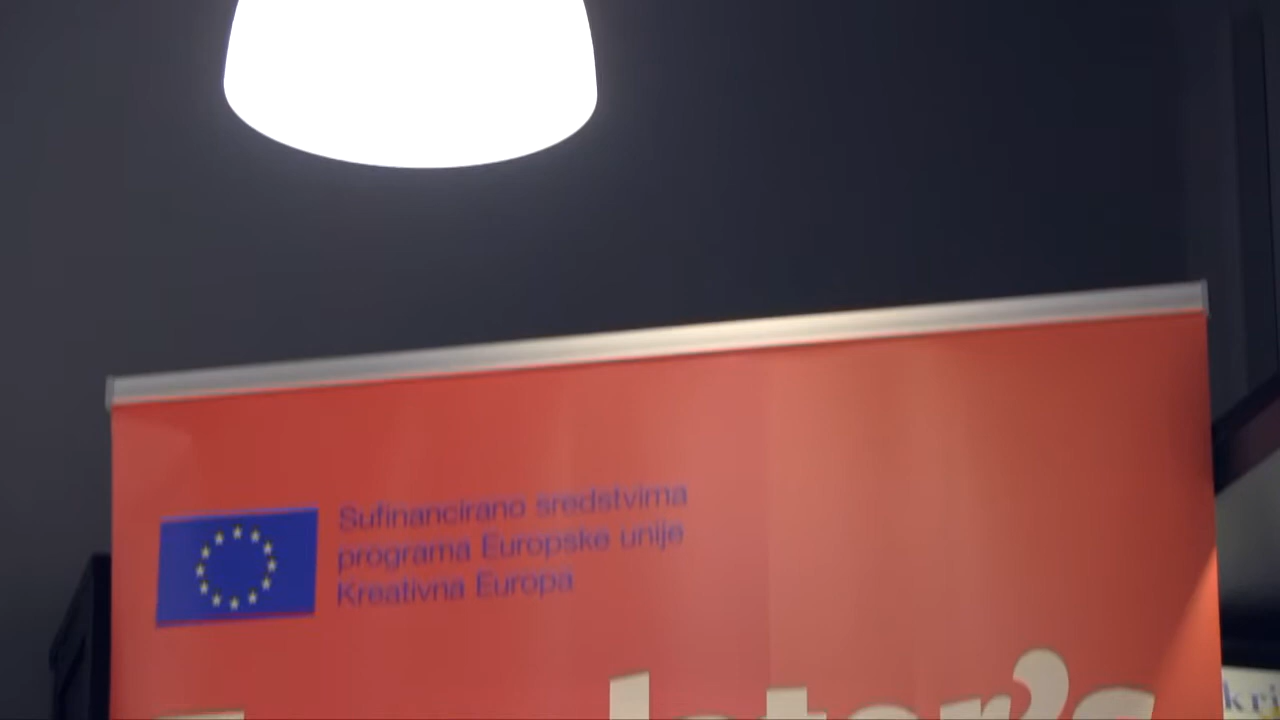 Sufinancirano sredstvima
programa Europske unije
Kreativna Europa